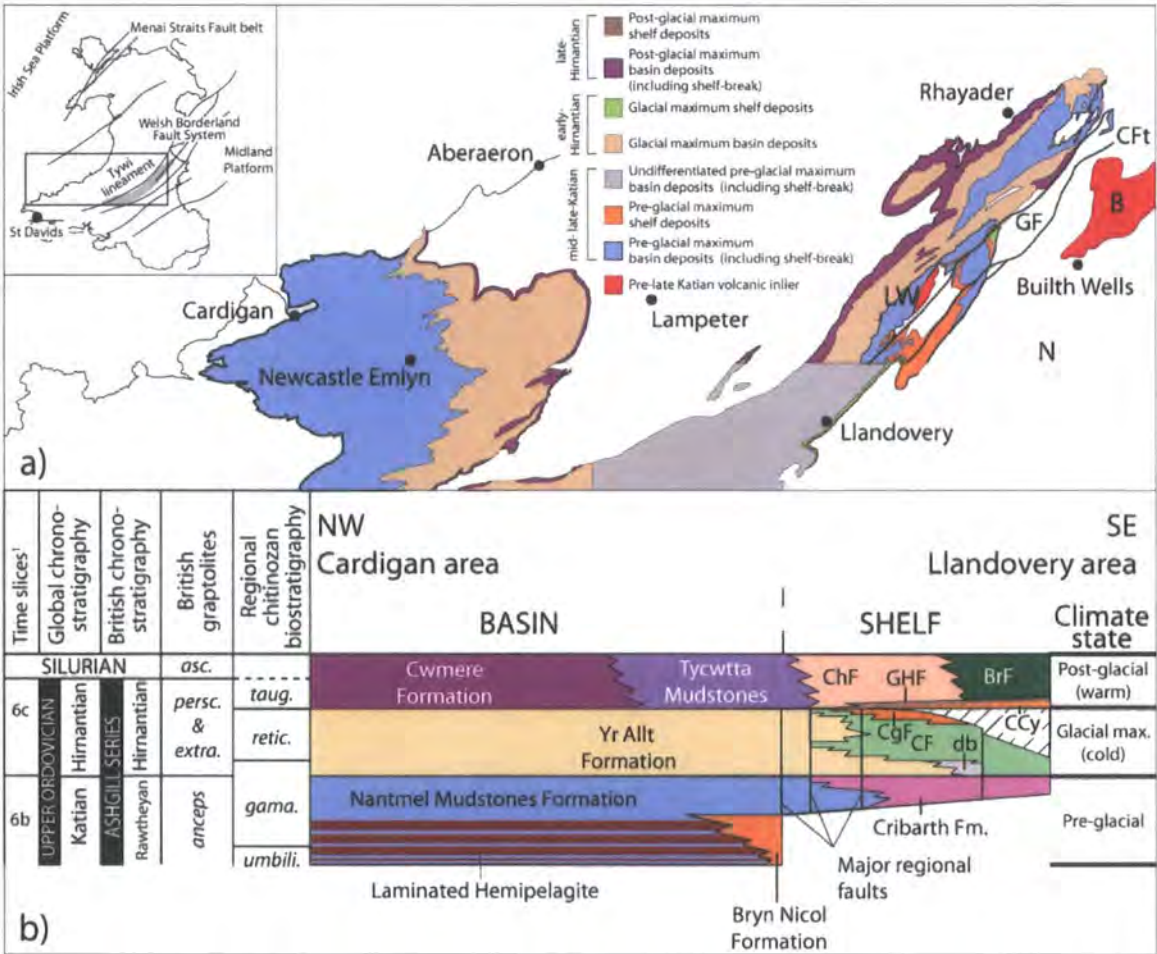 Menai Straits Fault belt
Irish Sea Platform
Welsh Borderland
Fault System
Midland
Platform
Tywi
lineament
St Davids
late-
Hirnantian
Post-glacial maximum
shelf deposits
Post-glacial maximum
basin deposits
(including shelf-break)
early-
Hirnantian
Glacial maximum shelf deposits
Glacial maximum basin deposits
mid- late-Katian
Undifferentiated pre-glacial maximum
basin deposits (including shelf-break)
Pre-glacial maximum
shelf deposits
Pre-glacial maximum
basin deposits (including shelf-break)
Pre-late Katian volcanic inlier
Aberaeron
Rhayader
CFt
B
GF
Builth Wells
LW
Cardigan
Lampeter
N
Newcastle Emlyn
Llandovery
a)
Time slices¹
Global chrono-
stratigraphy
British chrono-
stratigraphy
British
graptolites
Regional
chitinozan
biostratigraphy
NW
Cardigan area
SE
Llandovery area
BASIN
SHELF
Climate
state
SILURIAN
asc.
6c
6b
UPPER ORDOVICIAN
Hirnantian
Katian
ASHGILL SERIES
Hirnantian
Rawtheyan
persc.
&
extra.
anceps
taug.
retic.
gama.
umbili.
Cwmere
Formation
Tycwtta
Mudstones
ChF
GHF
BrF
Post-glacial
(warm)
Yr Allt
Formation
CgF
CF
db
CCy
Glacial max.
(cold)
Nantmel Mudstones Formation
Cribarth Fm.
Pre-glacial
Major regional
faults
Laminated Hemipelagite
Bryn Nicol
Formation
b)